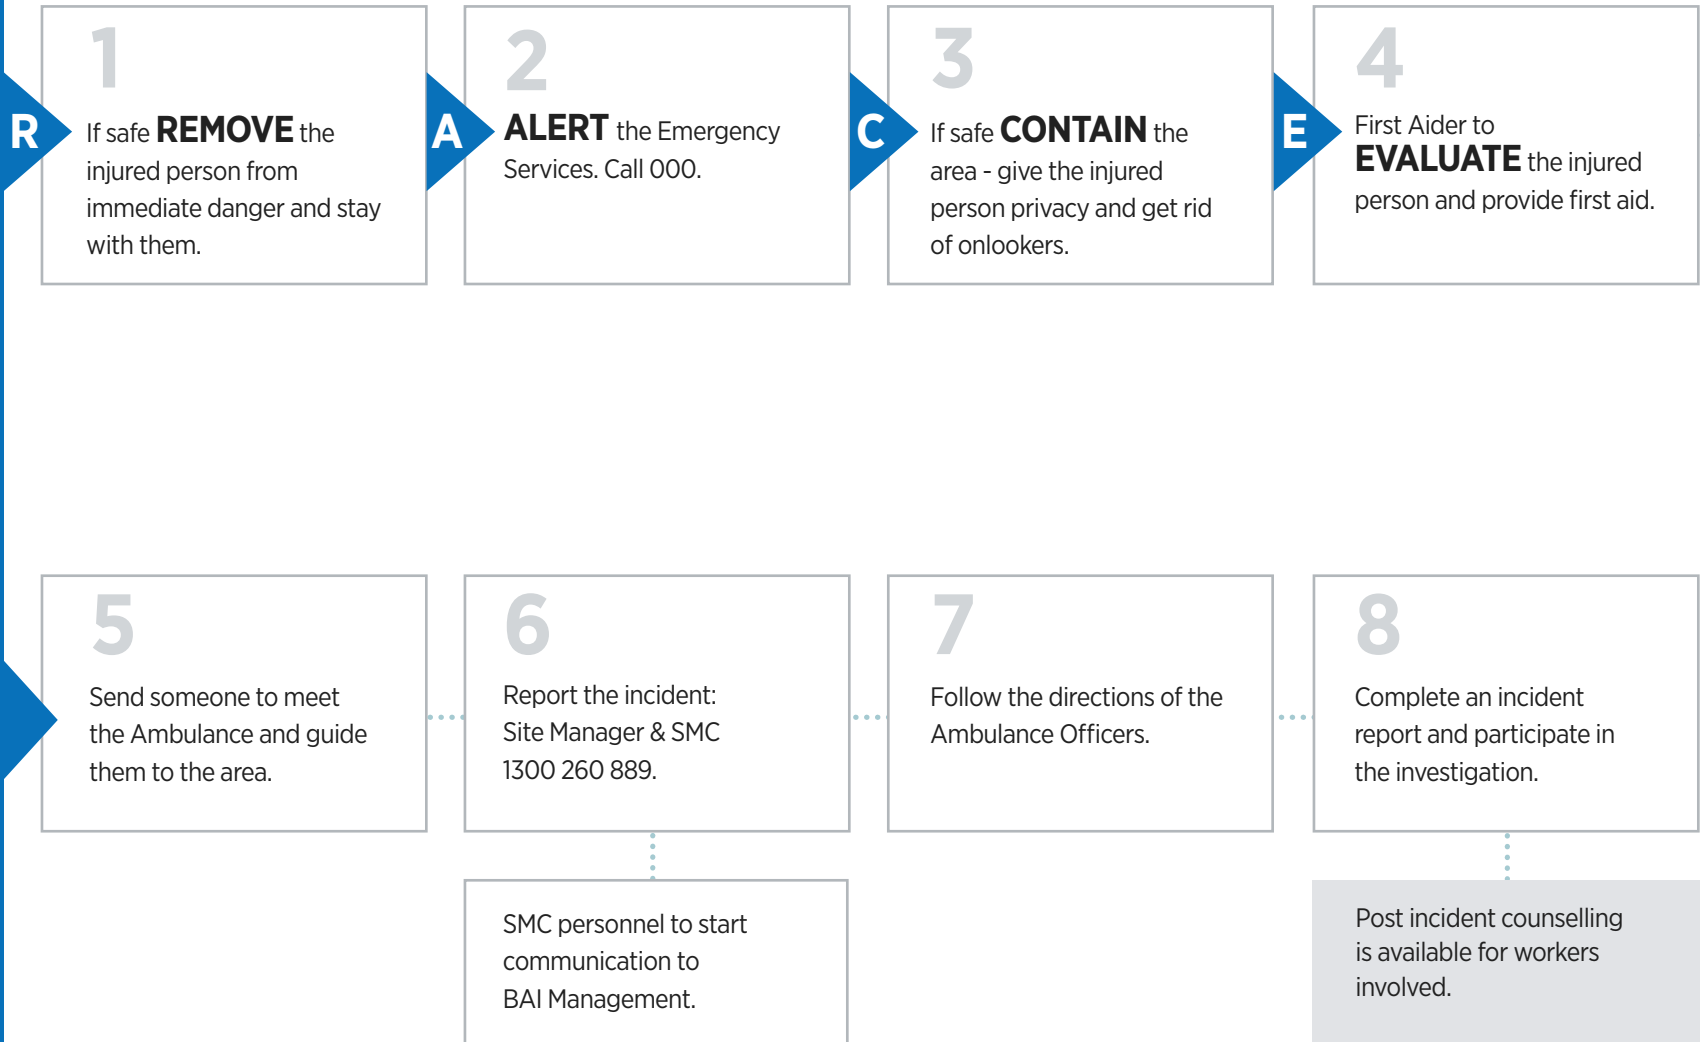 R
1
If safe REMOVE the
injured person from
immediate danger and stay
with them.
A
2
ALERT the Emergency
Services. Call 000.
C
3
If safe CONTAIN the
area - give the injured
person privacy and get rid
of onlookers.
E
4
First Aider to
EVALUATE the injured
person and provide first aid.
5
Send someone to meet
the Ambulance and guide
them to the area.
6
Report the incident:
Site Manager & SMC
1300 260 889.
SMC personnel to start
communication to
BAI Management.
7
Follow the directions of the
Ambulance Officers.
8
Complete an incident
report and participate in
the investigation.
Post incident counselling
is available for workers
involved.